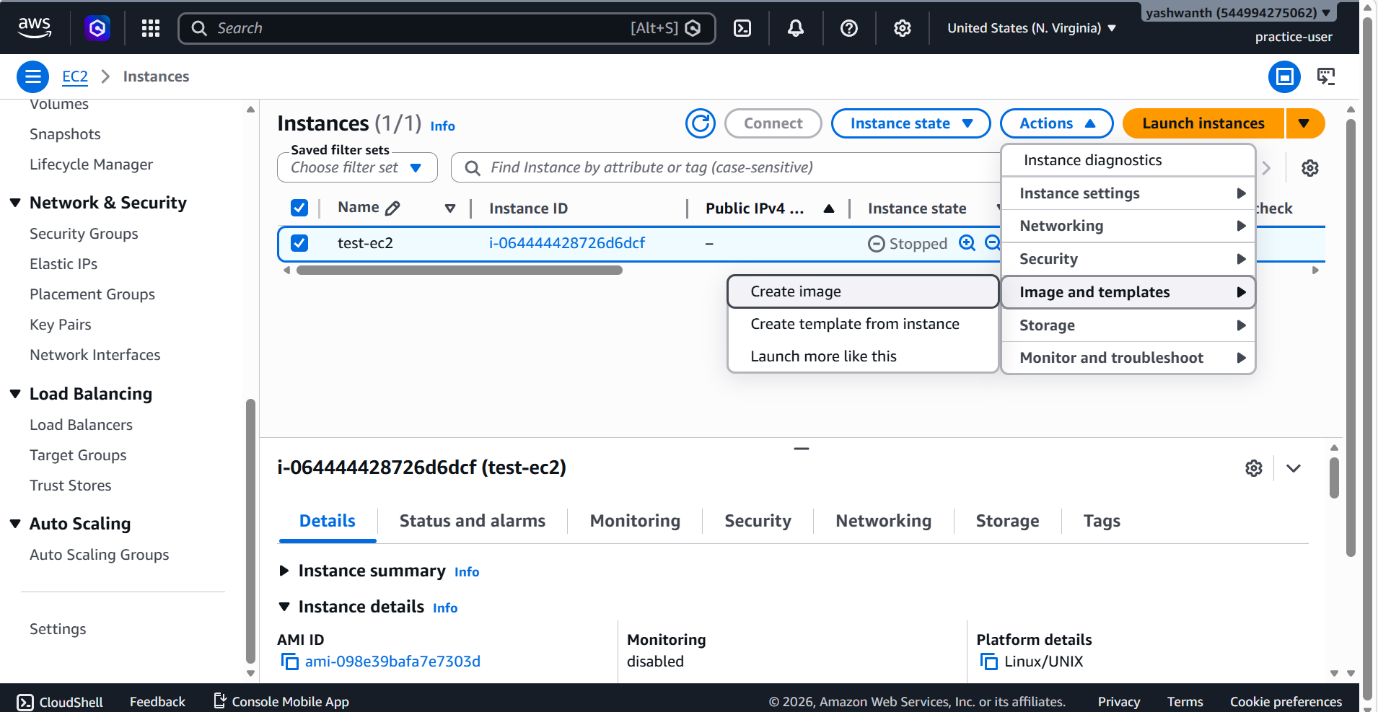 aws
Search [Alt+S]
United States (N. Virginia)
yashwanth (544994275062)
practice-user
EC2 Instances
Volumes
Snapshots
Lifecycle Manager
Network & Security
Security Groups
Elastic IPs
Placement Groups
Key Pairs
Network Interfaces
Load Balancing
Load Balancers
Target Groups
Trust Stores
Auto Scaling
Auto Scaling Groups
Settings
Instances (1/1) Info
Connect
Instance state
Actions
Launch instances
Saved filter sets
Choose filter set
Find Instance by attribute or tag (case-sensitive)
Name Instance ID Public IPv4 ... Instance state check
test-ec2 i-064444428726d6dcf – Stopped
Instance diagnostics
Instance settings
Networking
Security
Image and templates
Storage
Monitor and troubleshoot
Create image
Create template from instance
Launch more like this
i-064444428726d6dcf (test-ec2)
Details Status and alarms Monitoring Security Networking Storage Tags
Instance summary Info
Instance details Info
AMI ID
ami-098e39bafa7e7303d
Monitoring
disabled
Platform details
Linux/UNIX
CloudShell Feedback Console Mobile App © 2026, Amazon Web Services, Inc. or its affiliates. Privacy Terms Cookie preferences